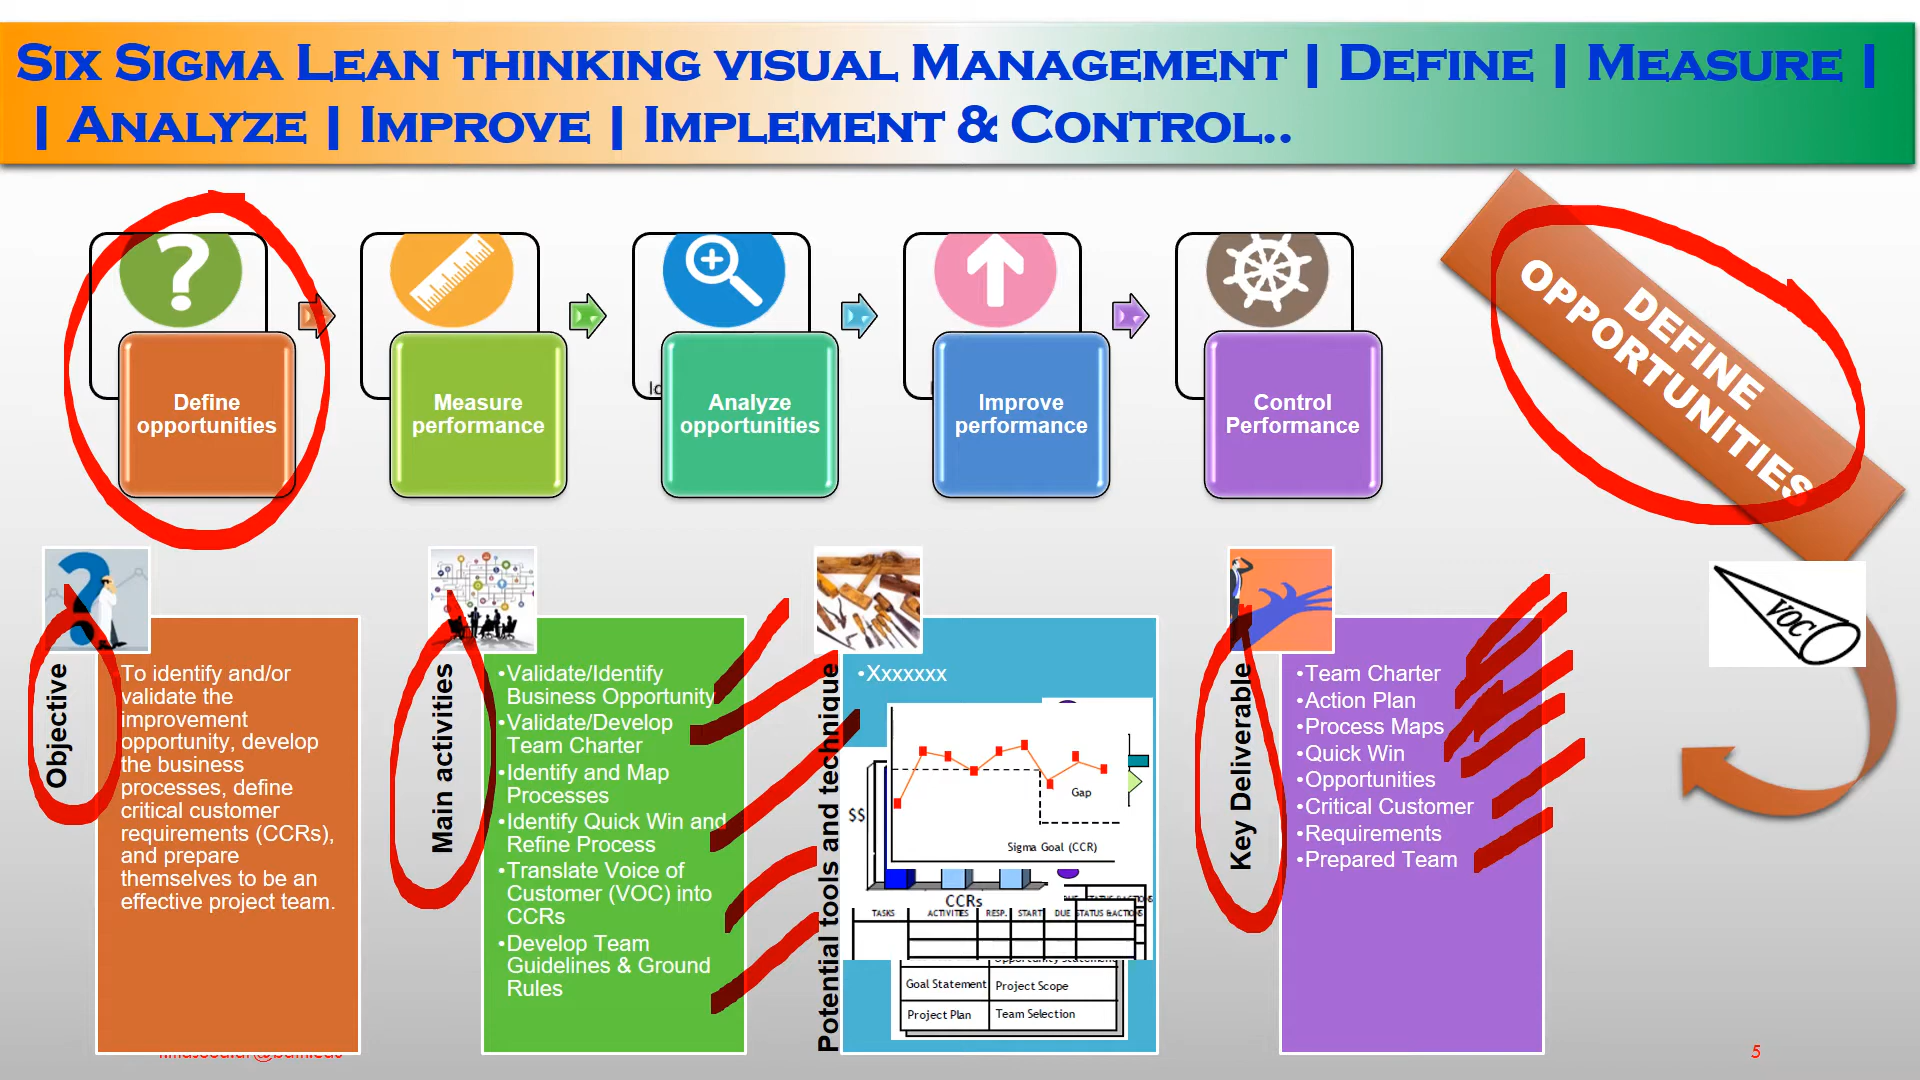 Six Sigma Lean thinking visual Management | Define | Measure |
| Analyze | Improve | Implement & Control..
Define
opportunities
Measure
performance
Analyze
opportunities
Improve
performance
Control
Performance
DEFINE
OPPORTUNITIES
Objective
To identify and/or
validate the
improvement
opportunity, develop
the business
processes, define
critical customer
requirements (CCRs),
and prepare
themselves to be an
effective project team.
Main activities
•Validate/Identify
Business Opportunity
•Validate/Develop
Team Charter
•Identify and Map
Processes
•Identify Quick Win and
Refine Process
•Translate Voice of
Customer (VOC) into
CCRs
•Develop Team
Guidelines & Ground
Rules
Potential tools and technique
•Xxxxxxx
Gap
$$
Sigma Goal (CCR)
CCRs
TASKS ACTIVITIES RESP. START DUE STATUS &ACTIONS
Goal Statement Project Scope
Project Plan Team Selection
Key Deliverable
•Team Charter
•Action Plan
•Process Maps
•Quick Win
•Opportunities
•Critical Customer
•Requirements
•Prepared Team
VOC
5